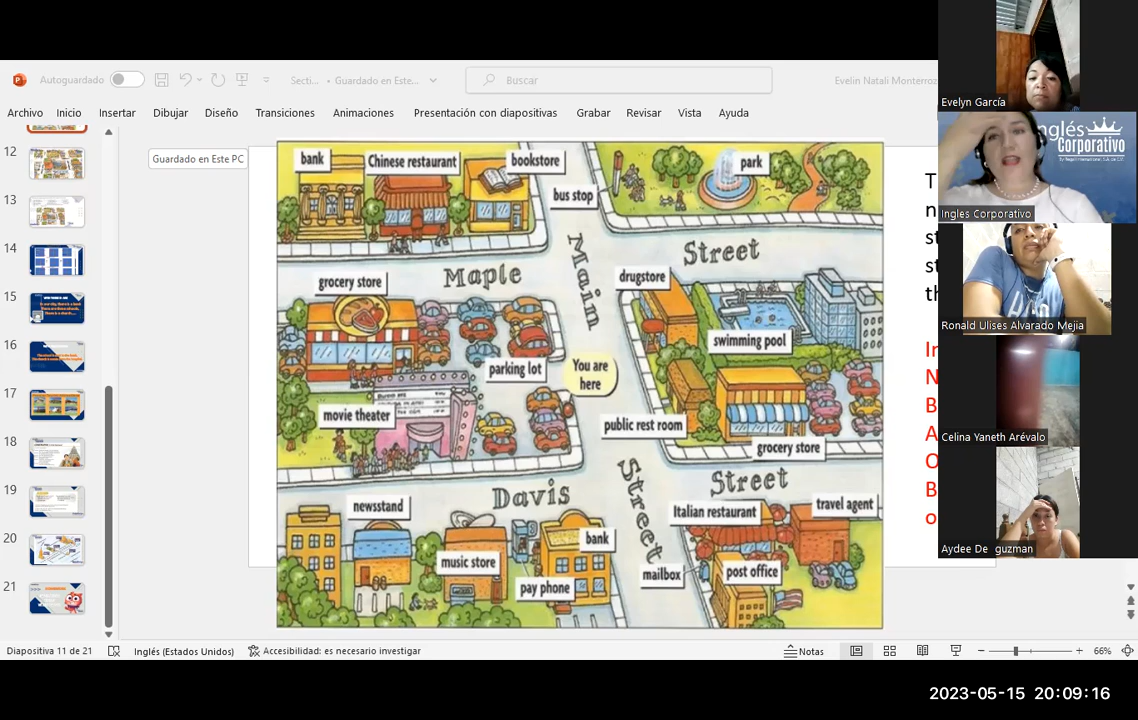 Autoguardado
Secti... • Guardado en Este...
Buscar
Archivo Inicio Insertar Dibujar Diseño Transiciones Animaciones Presentación con diapositivas Grabar Revisar Vista Ayuda
Guardado en Este PC
12
13
14
15
16
17
18
19
20
21
bank
Chinese restaurant
bookstore
park
bus stop
Maple
Street
Main
grocery store
drugstore
swimming pool
parking lot
You are
here
movie theater
public rest room
grocery store
Davis
Street
Street
newsstand
Italian restaurant
travel agent
bank
music store
mailbox
post office
pay phone
Evelyn García
Inglés
Corporativo
Ingles Corporativo
Ronald Ulises Alvarado Mejia
Celina Yaneth Arévalo
Aydee De guzman
Diapositiva 11 de 21
Inglés (Estados Unidos)
Accesibilidad: es necesario investigar
Notas
66%
2023-05-15 20:09:16